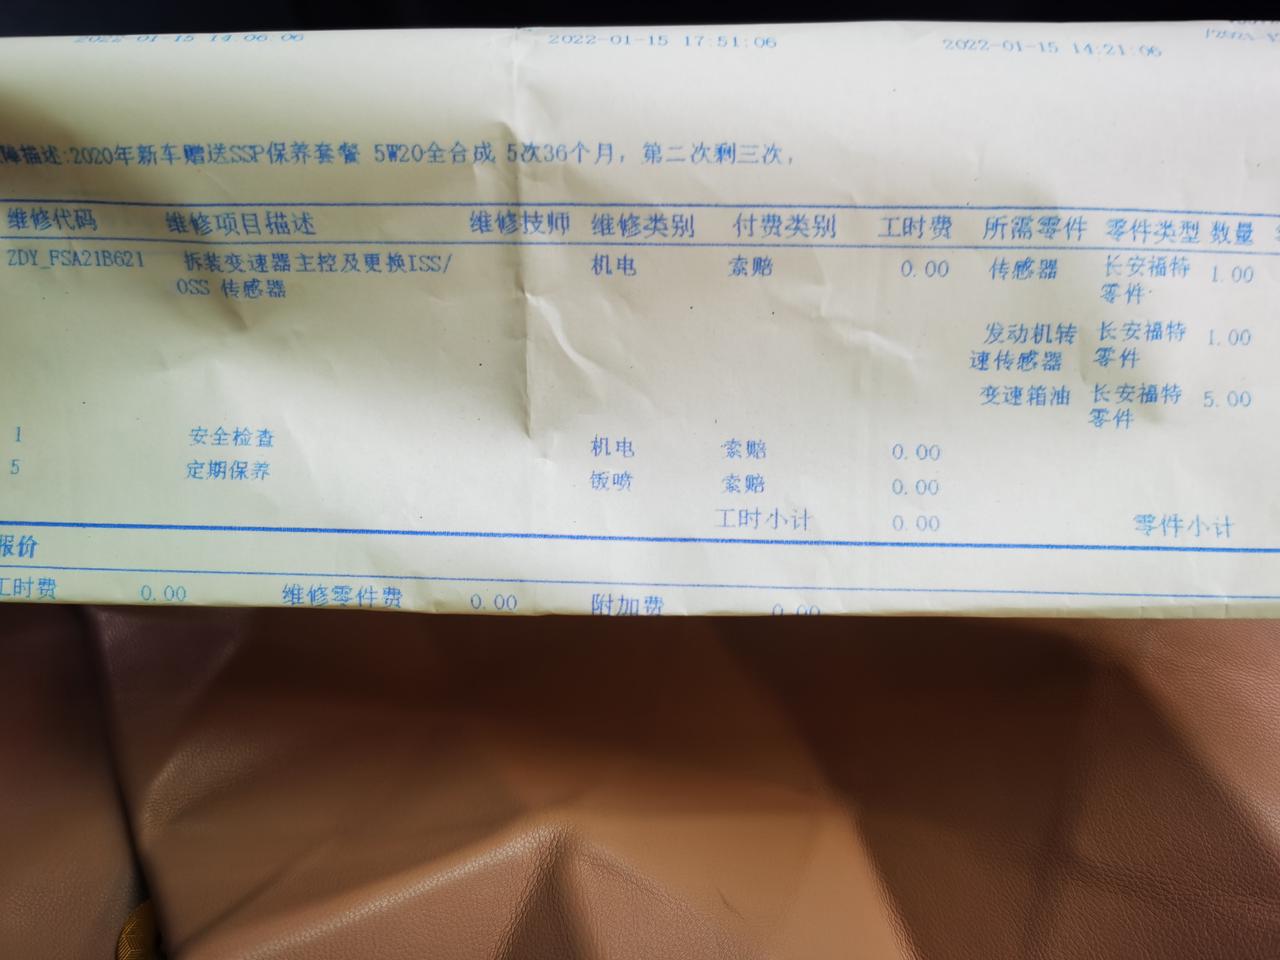 2022-01-15 14:06:06 2022-01-15 17:51:06 2022-01-15 14:21:06
障描述:2020年新车赠送SSP保养套餐 5W20全合成 5次36个月，第二次剩三次，
维修代码 维修项目描述 维修技师 维修类别 付费类别 工时费 所需零件 零件类型 数量
2DY_FSA21B621 拆装变速器主控及更换ISS/ 机电 索赔 0.00 传感器 长安福特 1.00
OSS 传感器 零件
发动机转 长安福特 1.00
速传感器 零件
变速箱油 长安福特 5.00
零件
1 安全检查 机电 索赔 0.00
5 定期保养 钣喷 索赔 0.00
工时小计 0.00 零件小计
报价
工时费 0.00 维修零件费 0.00 附加费 0.00